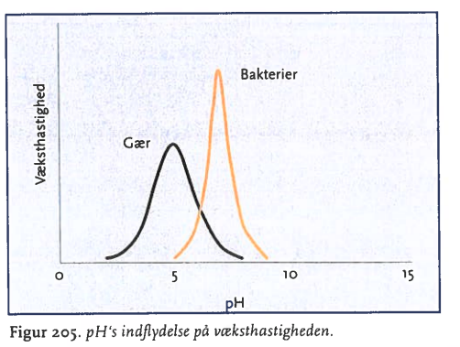 Væksthastighed
Bakterier
Gær
0 5 10 15
pH
Figur 205. pH's indflydelse på væksthastigheden.